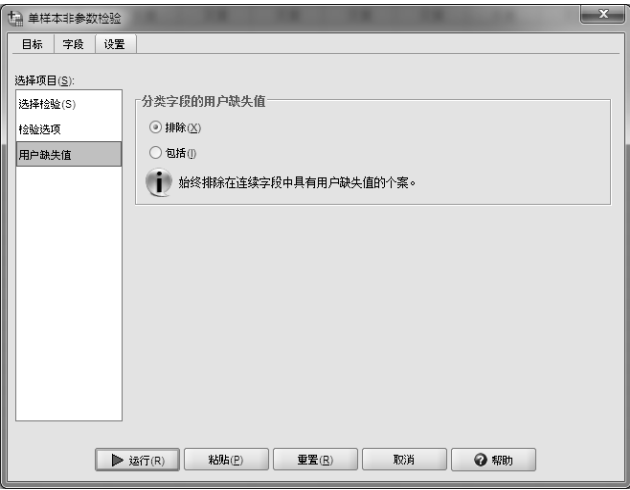 单样本非参数检验
目标 字段 设置
选择项目(S):
选择检验(S)
检验选项
用户缺失值
分类字段的用户缺失值
排除(X)
包括(I)
始终排除在连续字段中具有用户缺失值的个案。
运行(R) 粘贴(P) 重置(R) 取消 帮助